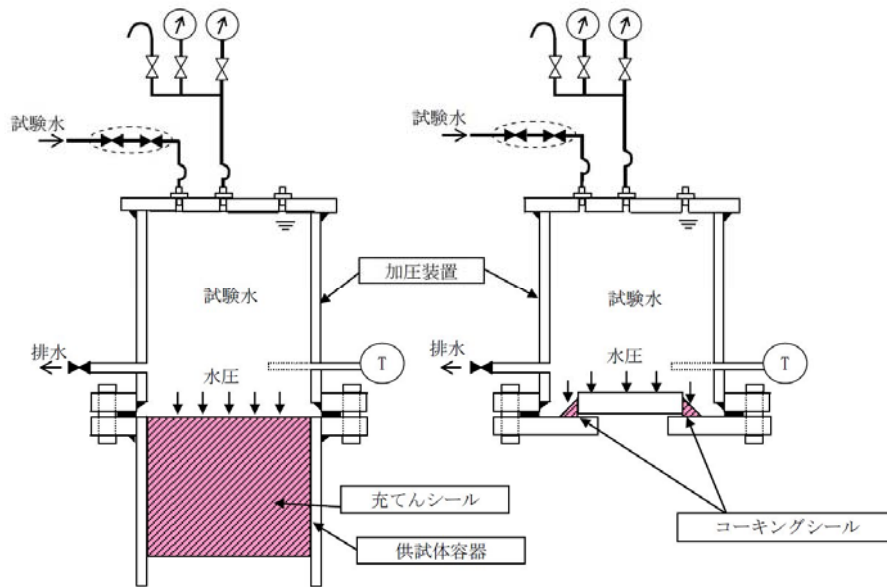 試験水
試験水
加圧装置
試験水
試験水
排水
水圧
T
排水
水圧
T
充てんシール
コーキングシール
供試体容器